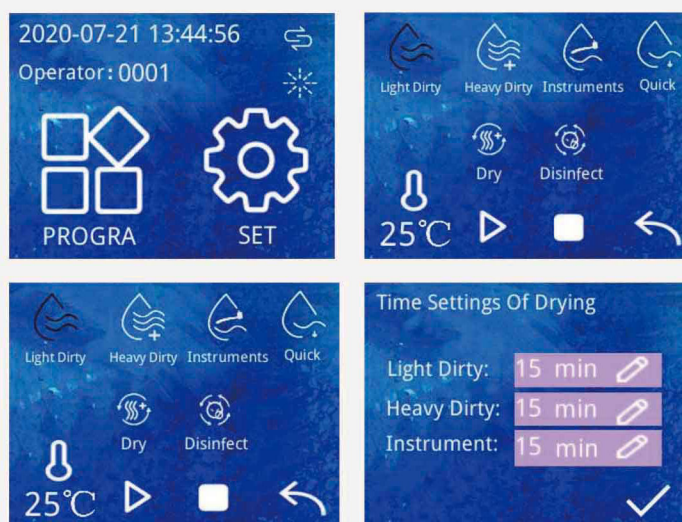 2020-07-21 13:44:56
Operator:0001
PROGRA SET
Light Dirty Heavy Dirty Instruments Quick
Dry Disinfect
25℃
Light Dirty Heavy Dirty Instruments Quick
Dry Disinfect
25℃
Time Settings Of Drying
Light Dirty: 15 min
Heavy Dirty: 15 min
Instrument: 15 min